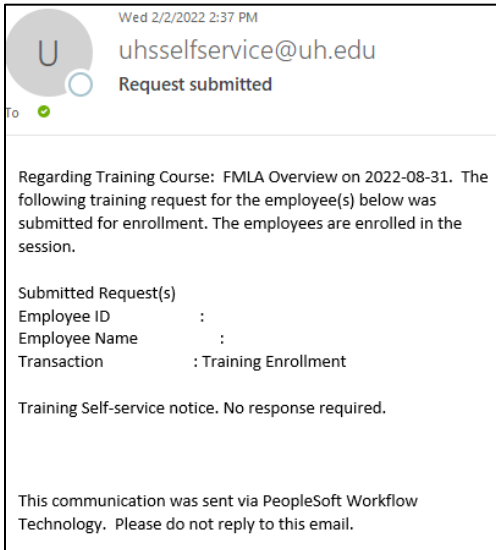 Wed 2/2/2022 2:37 PM
U
uhsselfservice@uh.edu
Request submitted
To
Regarding Training Course:  FMLA Overview on 2022-08-31.  The
following training request for the employee(s) below was
submitted for enrollment. The employees are enrolled in the
session.
Submitted Request(s)
Employee ID :
Employee Name :
Transaction : Training Enrollment
Training Self-service notice. No response required.
This communication was sent via PeopleSoft Workflow
Technology.  Please do not reply to this email.